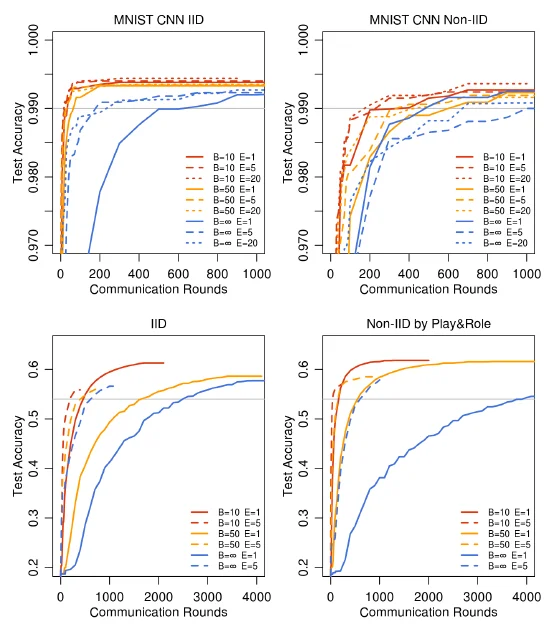 MNIST CNN IID
Test Accuracy
1.000
0.990
0.980
0.970
B=10 E=1
B=10 E=5
B=10 E=20
B=50 E=1
B=50 E=5
B=50 E=20
B=∞ E=1
B=∞ E=5
B=∞ E=20
0 200 400 600 800 1000
Communication Rounds
MNIST CNN Non-IID
Test Accuracy
1.000
0.990
0.980
0.970
B=10 E=1
B=10 E=5
B=10 E=20
B=50 E=1
B=50 E=5
B=50 E=20
B=∞ E=1
B=∞ E=5
B=∞ E=20
0 200 400 600 800 1000
Communication Rounds
IID
Test Accuracy
0.6
0.5
0.4
0.3
0.2
B=10 E=1
B=10 E=5
B=50 E=1
B=50 E=5
B=∞ E=1
B=∞ E=5
0 1000 2000 3000 4000
Communication Rounds
Non-IID by Play&Role
Test Accuracy
0.6
0.5
0.4
0.3
0.2
B=10 E=1
B=10 E=5
B=50 E=1
B=50 E=5
B=∞ E=1
B=∞ E=5
0 1000 2000 3000 4000
Communication Rounds